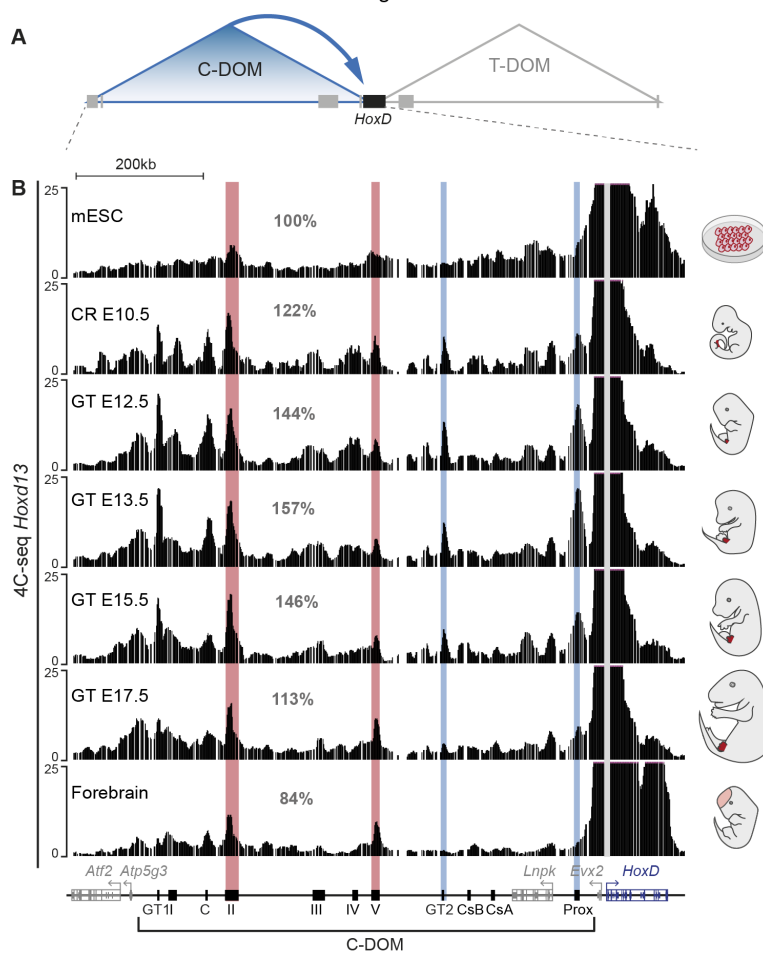 A
C-DOM
T-DOM
HoxD
200kb
B
4C-seq Hoxd13
25
mESC
100%
0
25
CR E10.5
122%
0
25
GT E12.5
144%
0
25
GT E13.5
157%
0
25
GT E15.5
146%
0
25
GT E17.5
113%
0
25
Forebrain
84%
0
Atf2 Atp5g3 Lnpk Evx2 HoxD
GT1 I C II III IV V GT2 CsB CsA Prox
C-DOM